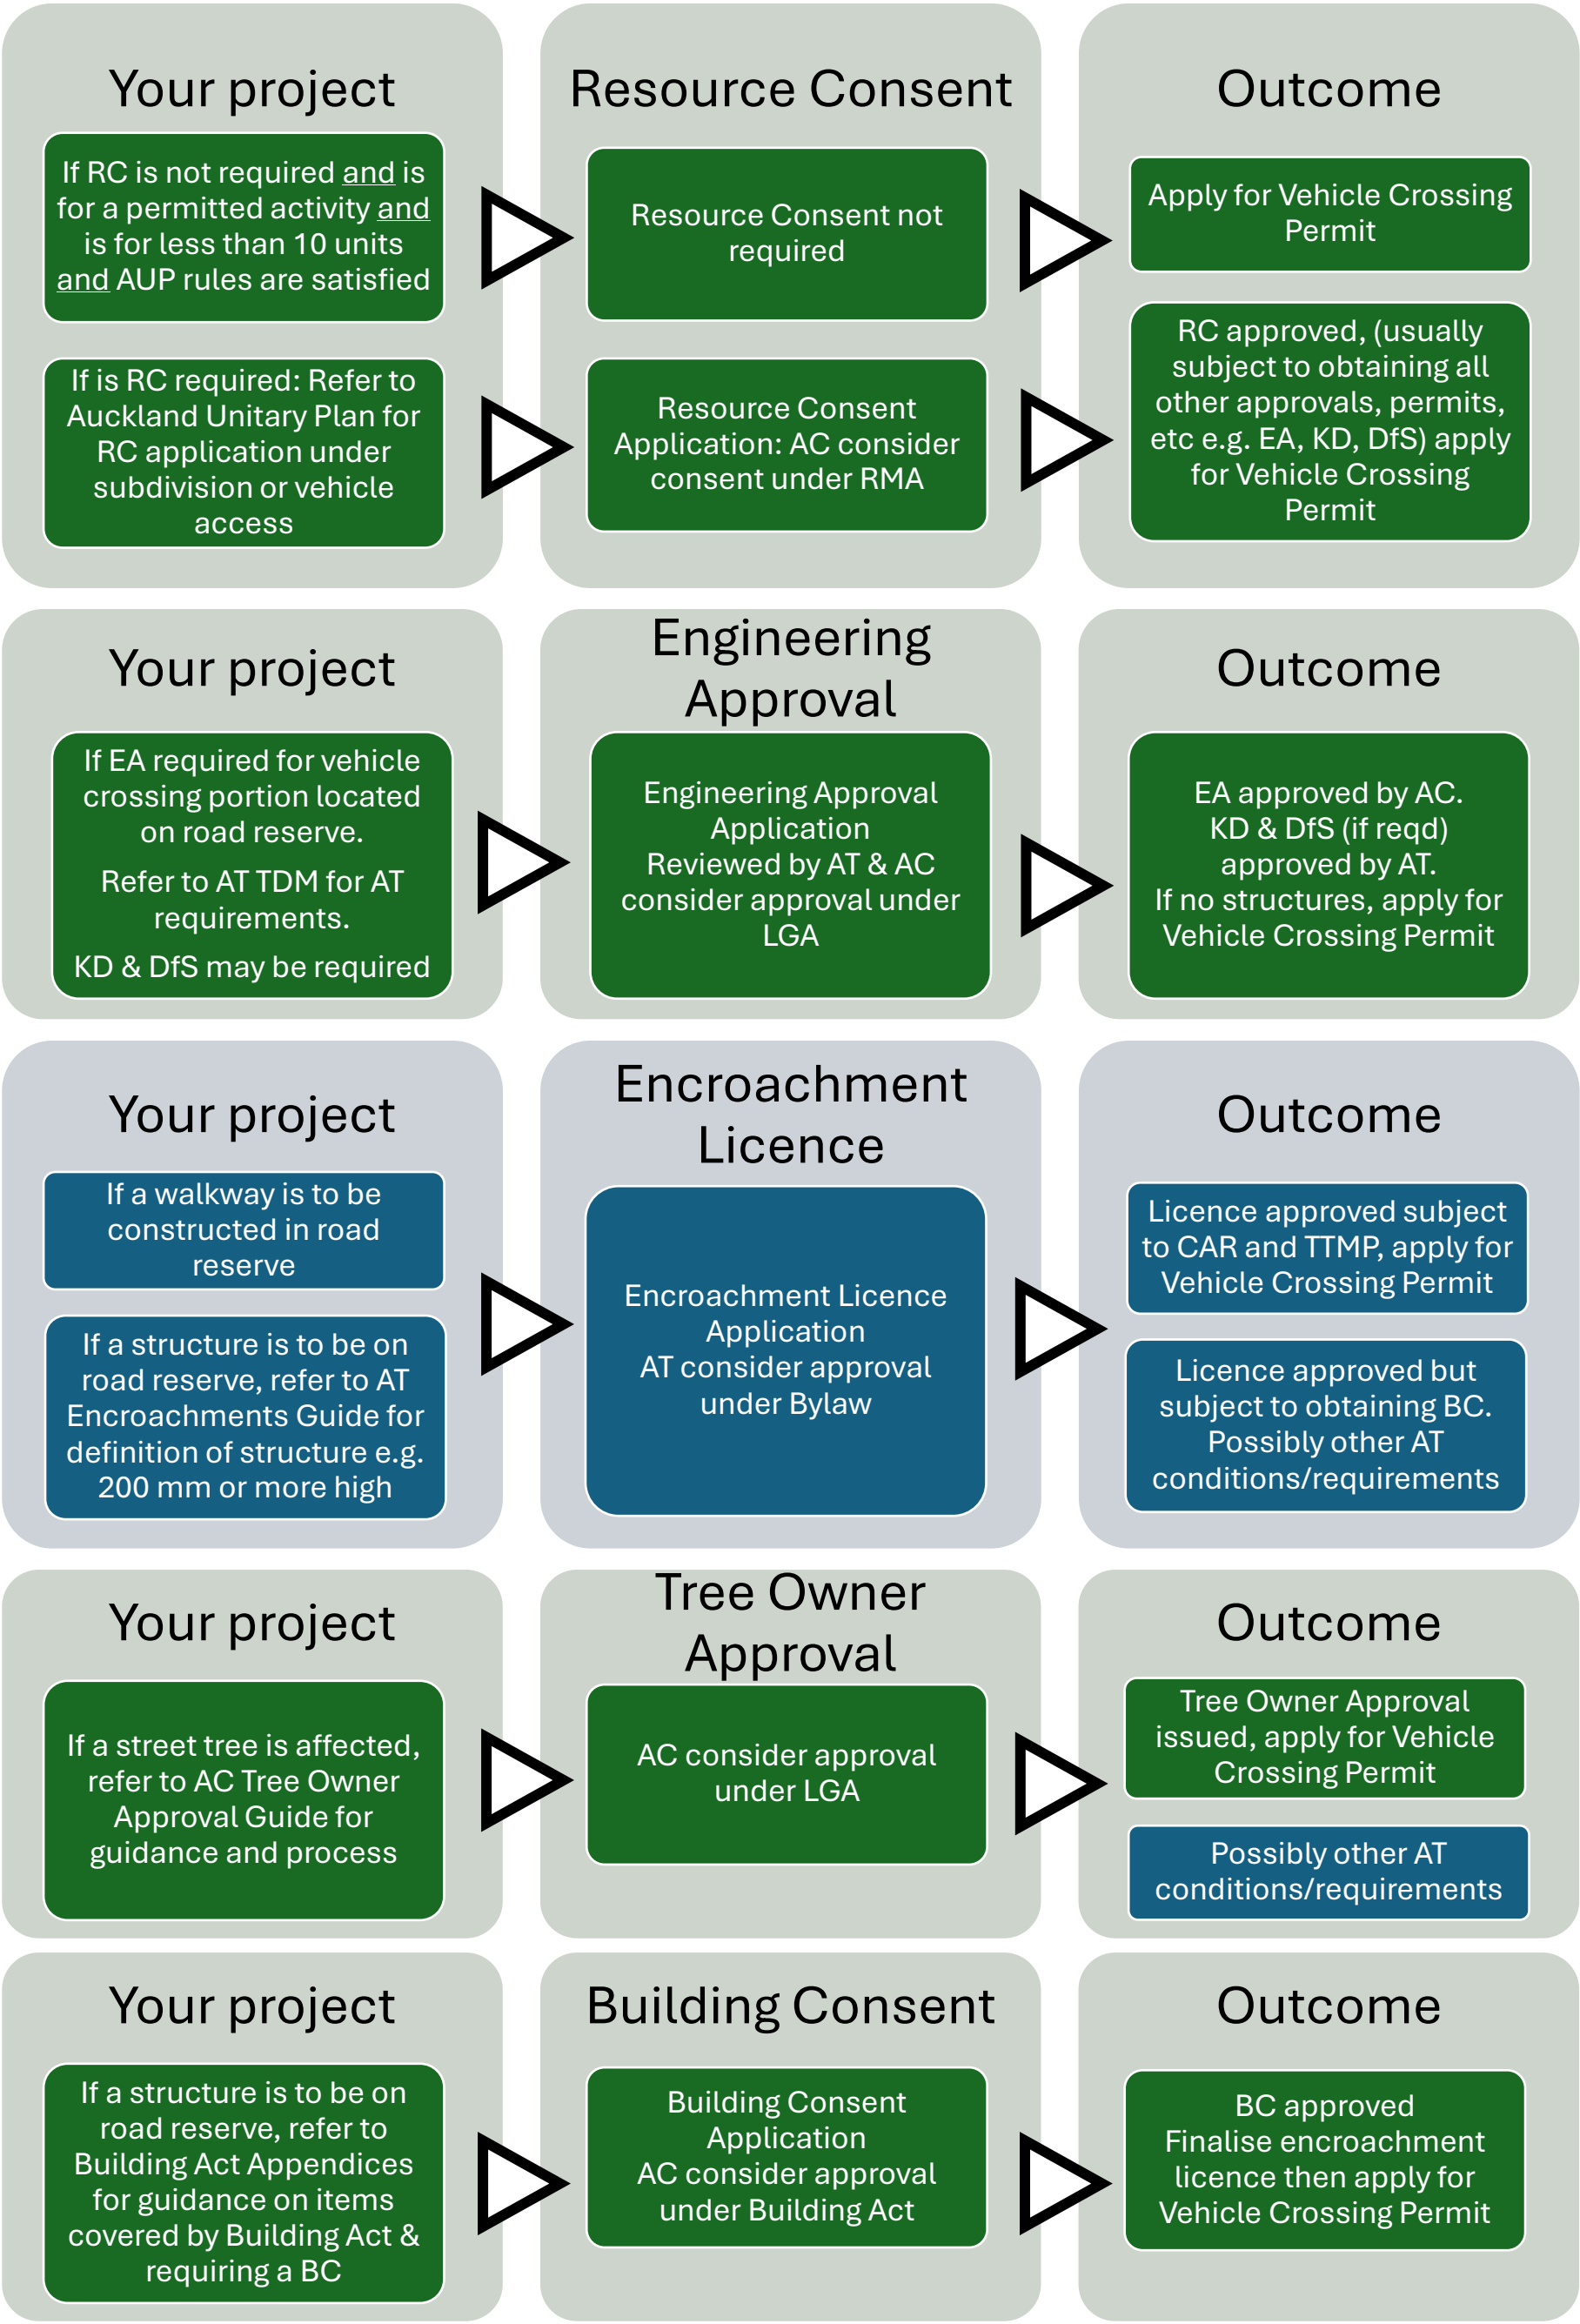 Your project
If RC is not required and is
for a permitted activity and
is for less than 10 units
and AUP rules are satisfied
If is RC required: Refer to
Auckland Unitary Plan for
RC application under
subdivision or vehicle
access
Resource Consent
Resource Consent not
required
Resource Consent
Application: AC consider
consent under RMA
Outcome
Apply for Vehicle Crossing
Permit
RC approved, (usually
subject to obtaining all
other approvals, permits,
etc e.g. EA, KD, DfS) apply
for Vehicle Crossing
Permit
Your project
If EA required for vehicle
crossing portion located
on road reserve.
Refer to AT TDM for AT
requirements.
KD & DfS may be required
Engineering
Approval
Engineering Approval
Application
Reviewed by AT & AC
consider approval under
LGA
Outcome
EA approved by AC.
KD & DfS (if reqd)
approved by AT.
If no structures, apply for
Vehicle Crossing Permit
Your project
If a walkway is to be
constructed in road
reserve
If a structure is to be on
road reserve, refer to AT
Encroachments Guide for
definition of structure e.g.
200 mm or more high
Encroachment
Licence
Encroachment Licence
Application
AT consider approval
under Bylaw
Outcome
Licence approved subject
to CAR and TTMP, apply for
Vehicle Crossing Permit
Licence approved but
subject to obtaining BC.
Possibly other AT
conditions/requirements
Your project
If a street tree is affected,
refer to AC Tree Owner
Approval Guide for
guidance and process
Tree Owner
Approval
AC consider approval
under LGA
Outcome
Tree Owner Approval
issued, apply for Vehicle
Crossing Permit
Possibly other AT
conditions/requirements
Your project
If a structure is to be on
road reserve, refer to
Building Act Appendices
for guidance on items
covered by Building Act &
requiring a BC
Building Consent
Building Consent
Application
AC consider approval
under Building Act
Outcome
BC approved
Finalise encroachment
licence then apply for
Vehicle Crossing Permit